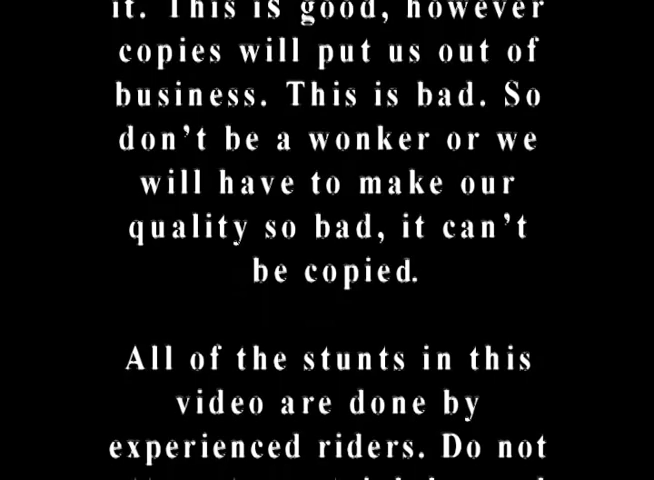 it. This is good, however
copies will put us out of
business. This is bad. So
don't be a wonker or we
will have to make our
quality so bad, it can't
be copied.
All of the stunts in this
video are done by
experienced riders. Do not